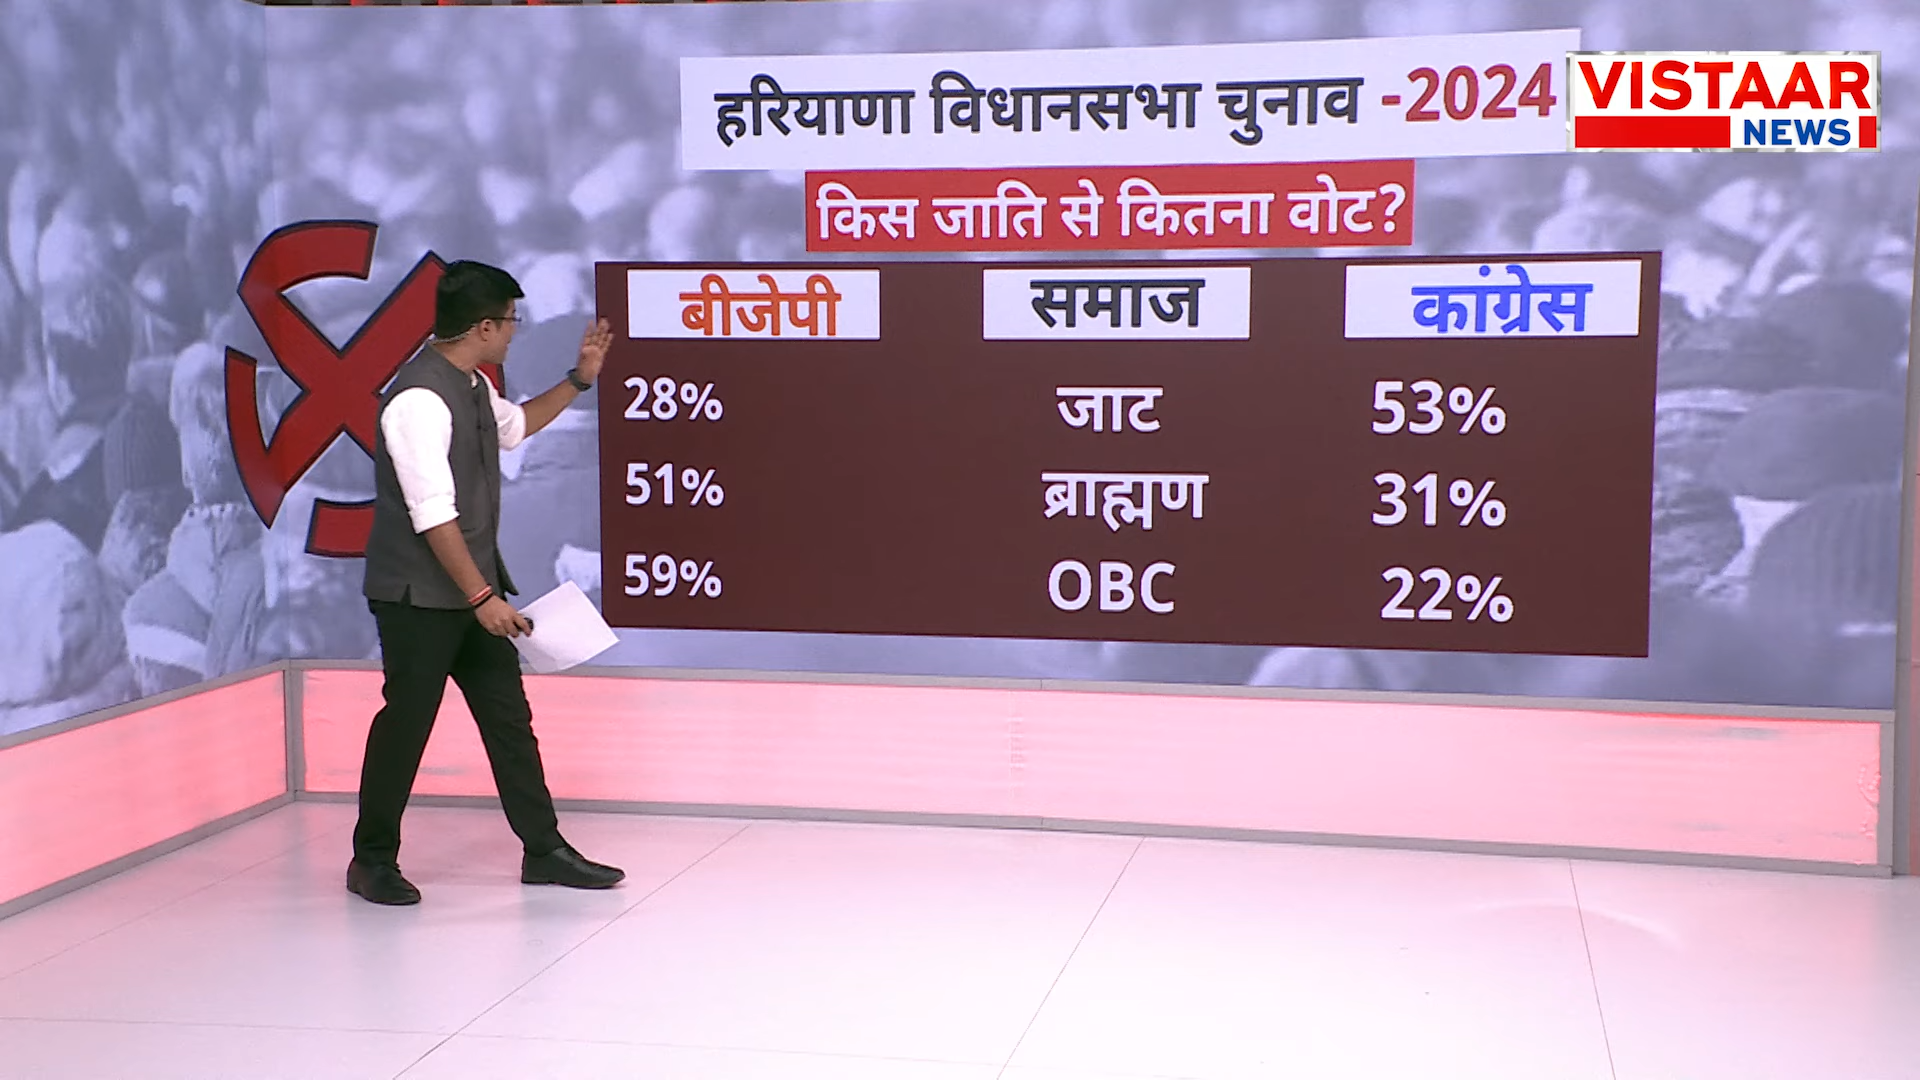 हरियाणा विधानसभा चुनाव -2024
VISTAAR
NEWS
किस जाति से कितना वोट?
बीजेपी समाज कांग्रेस
28% जाट 53%
51% ब्राह्मण 31%
59% OBC 22%